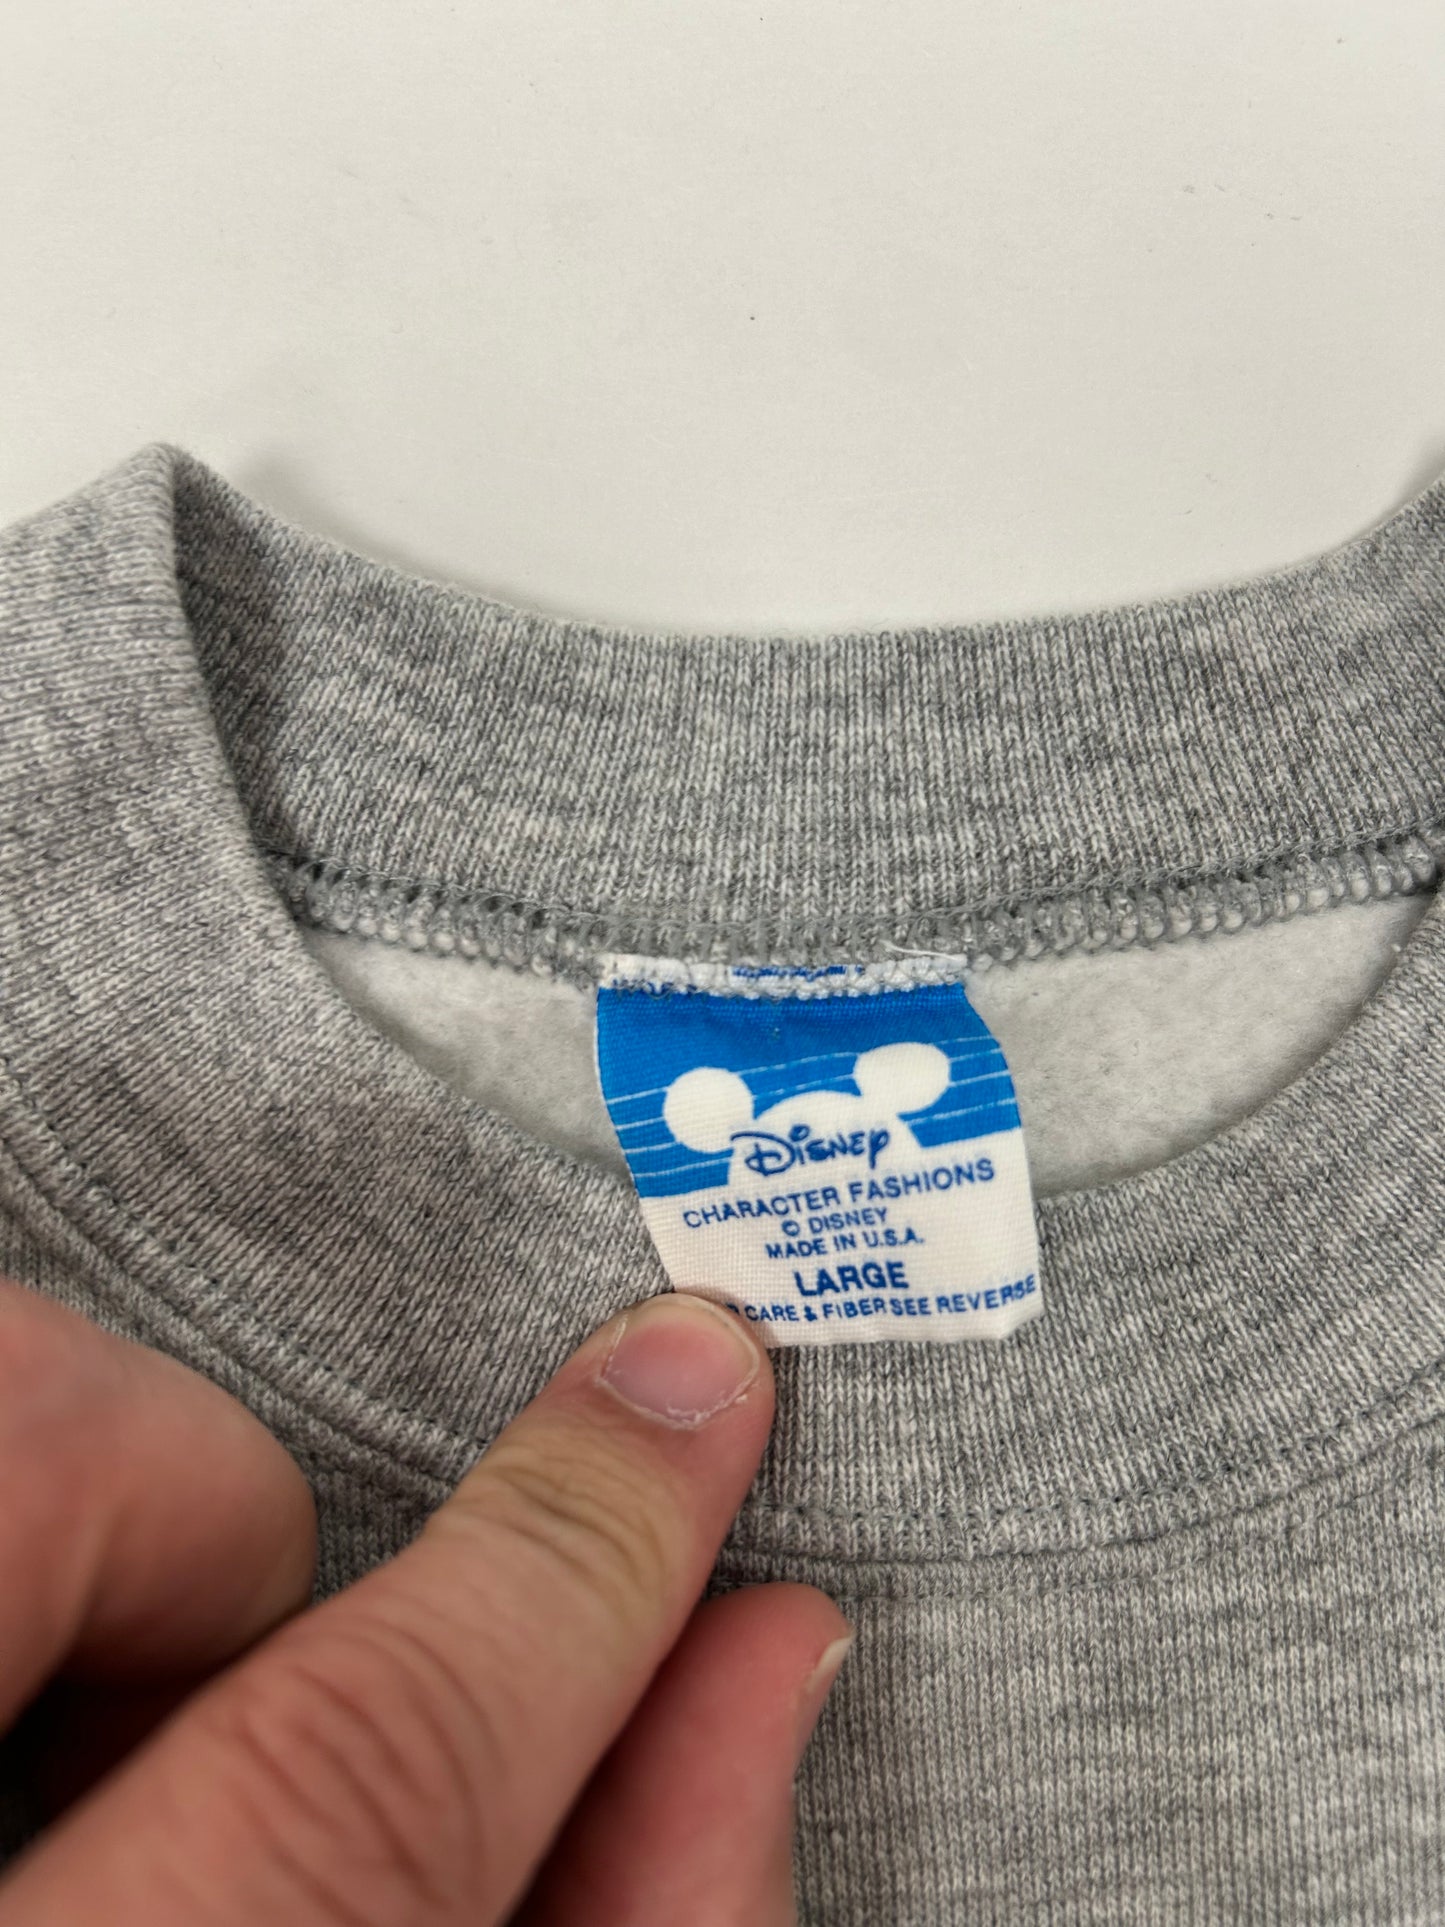 DISNEY
CHARACTER FASHIONS
© DISNEY
MADE IN U.S.A.
LARGE
CARE & FIBER SEE REVERSE